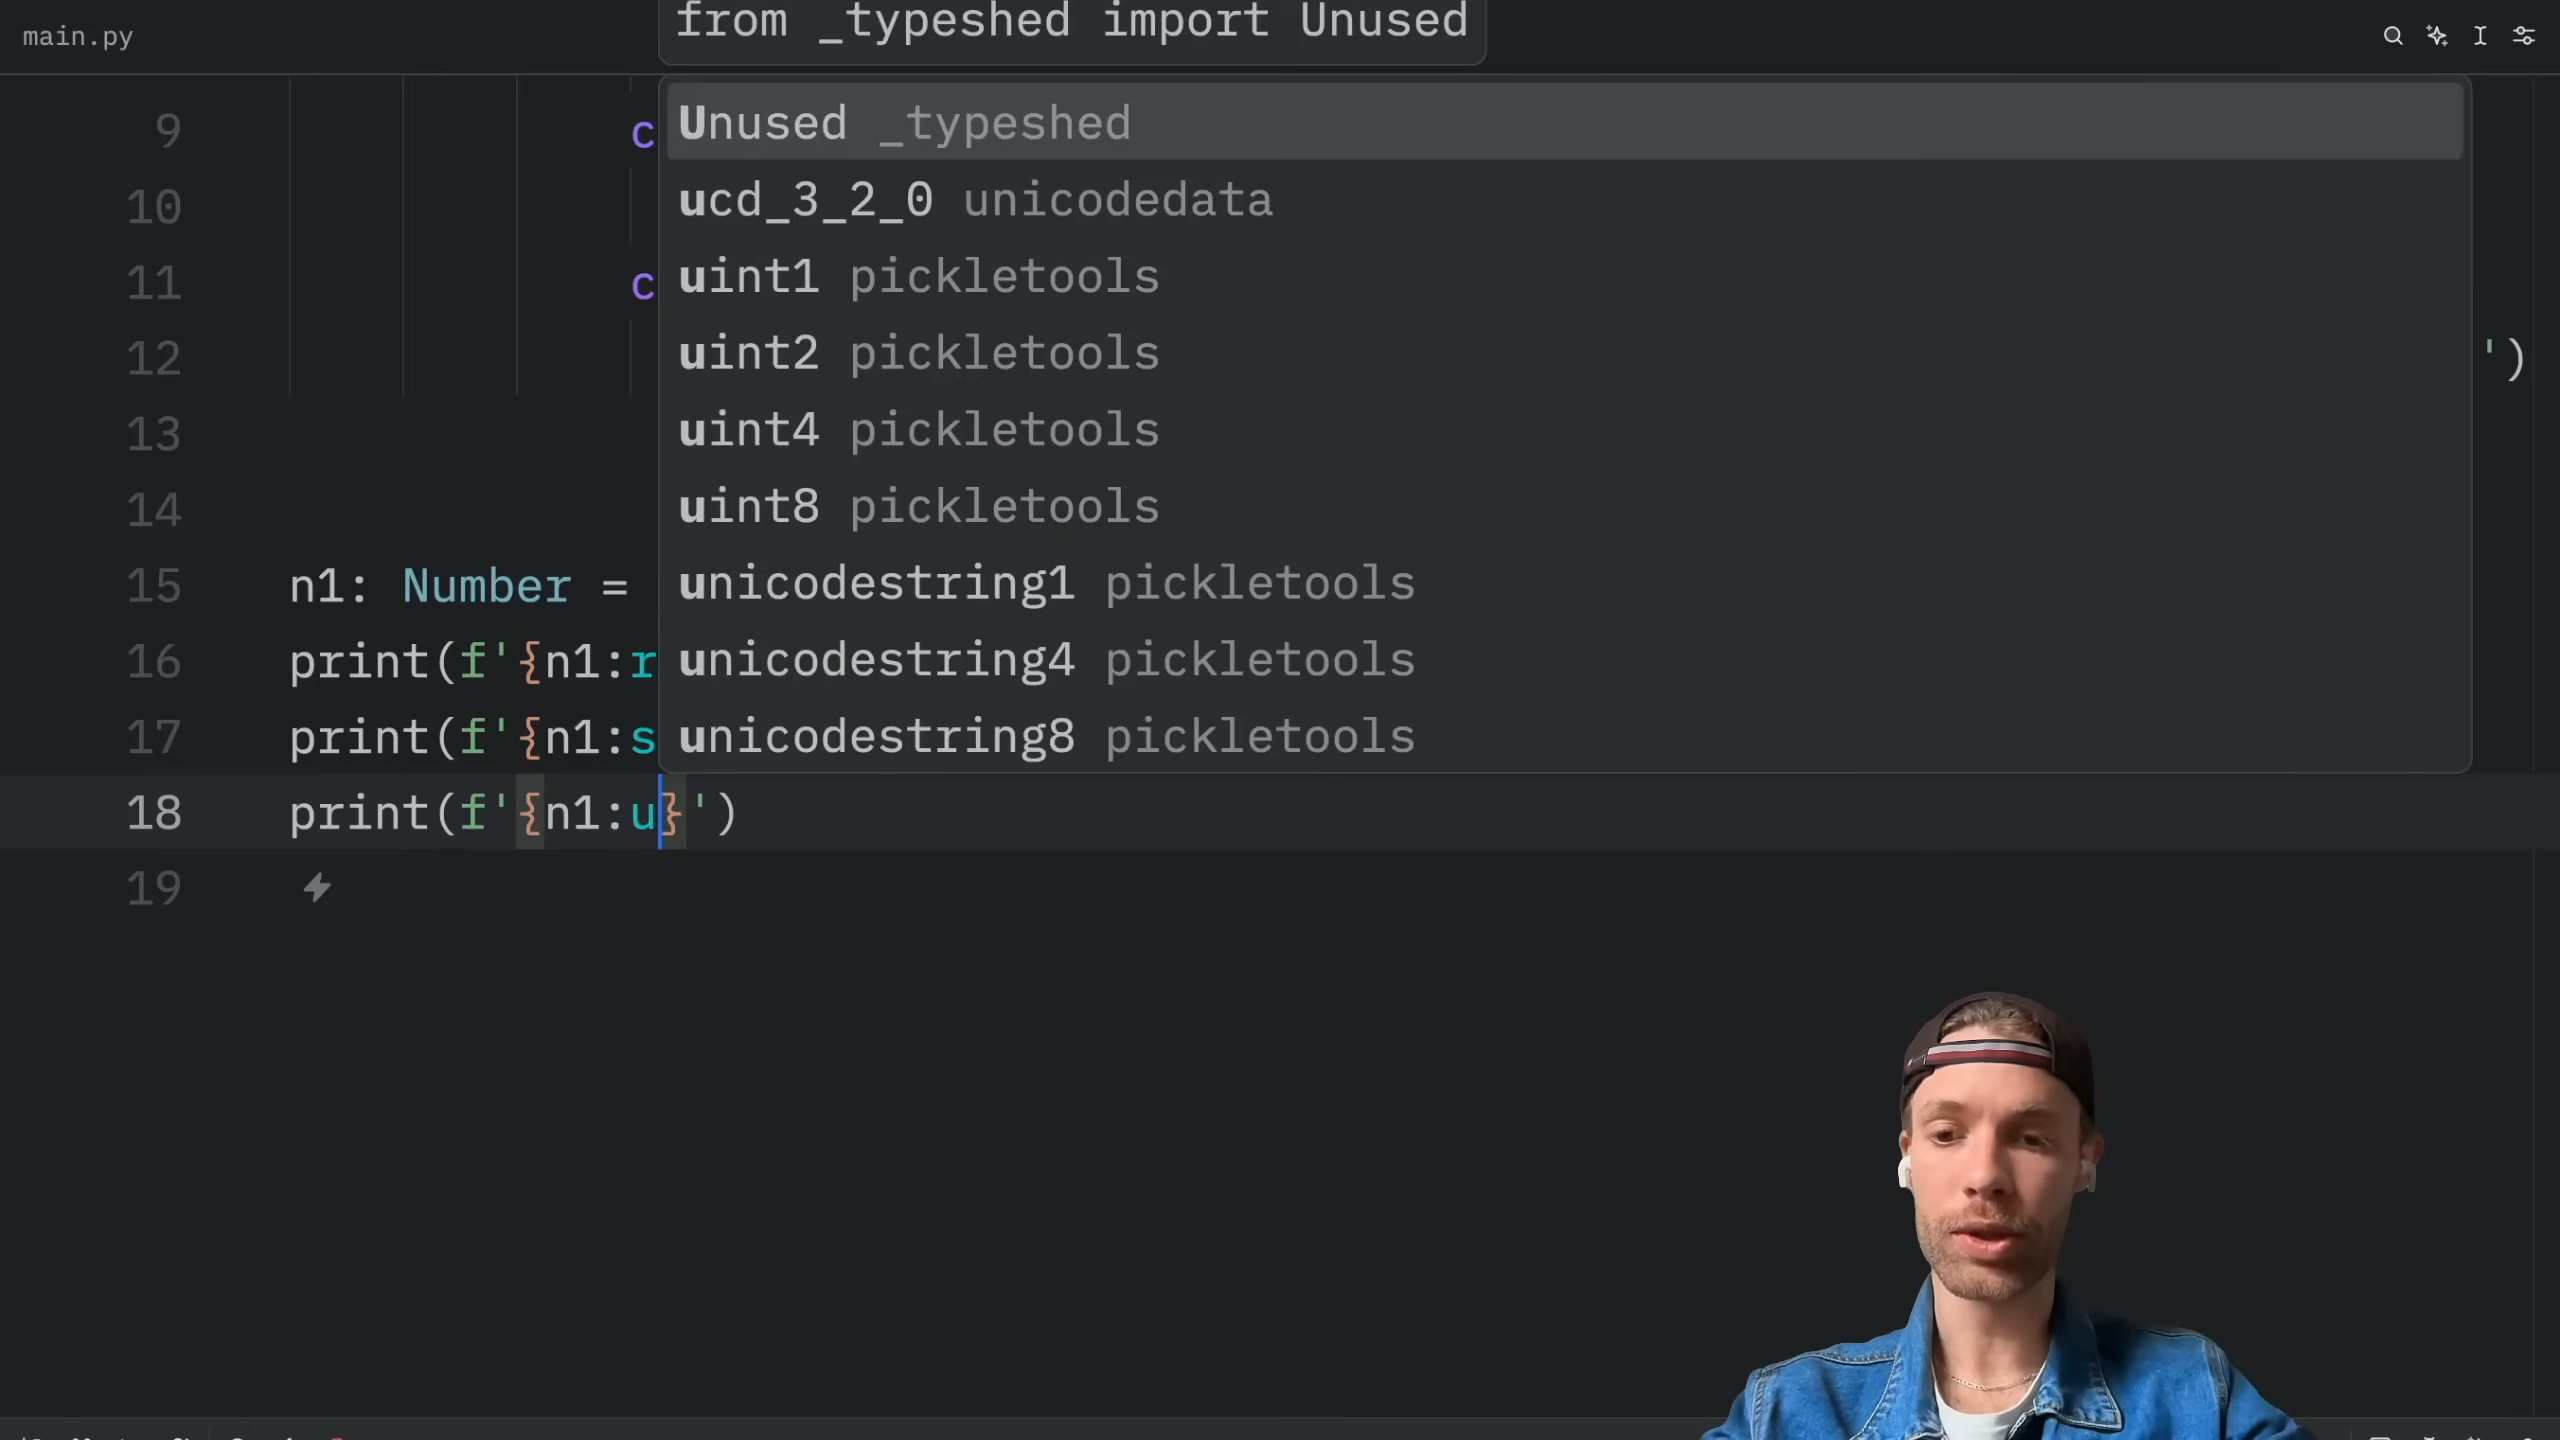 main.py
from _typeshed import Unused
Unused _typeshed
9 c
ucd_3_2_0 unicodedata
10
uint1 pickletools
11 c
uint2 pickletools
12 ')
uint4 pickletools
13
uint8 pickletools
14
unicodestring1 pickletools
15 n1: Number =
unicodestring4 pickletools
16 print(f'{n1:r
unicodestring8 pickletools
17 print(f'{n1:s
18 print(f'{n1:u}')
19